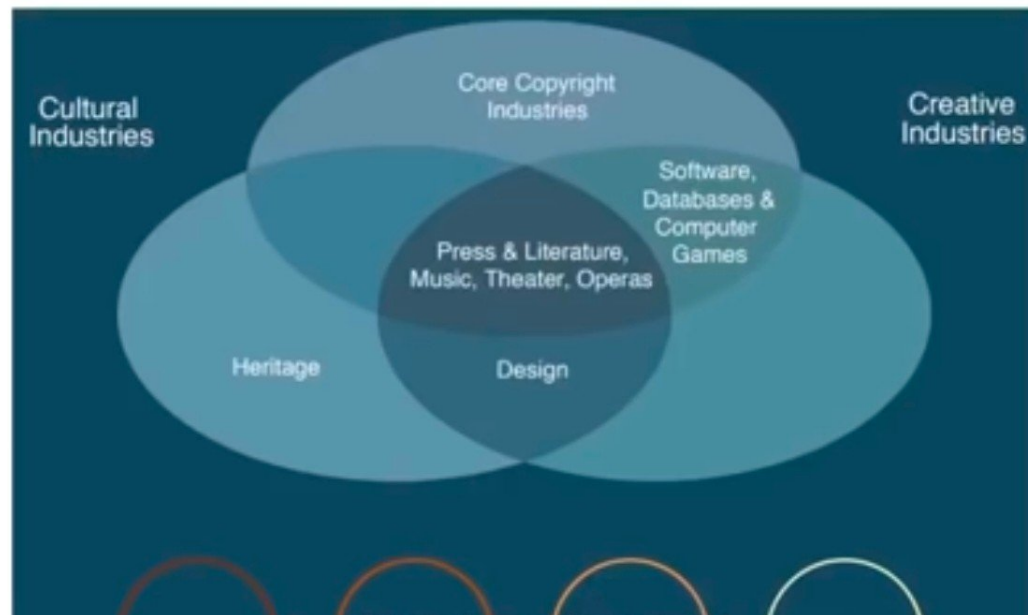 Core Copyright
Industries
Cultural
Industries
Creative
Industries
Software,
Databases &
Computer
Games
Press & Literature,
Music, Theater, Operas
Heritage
Design